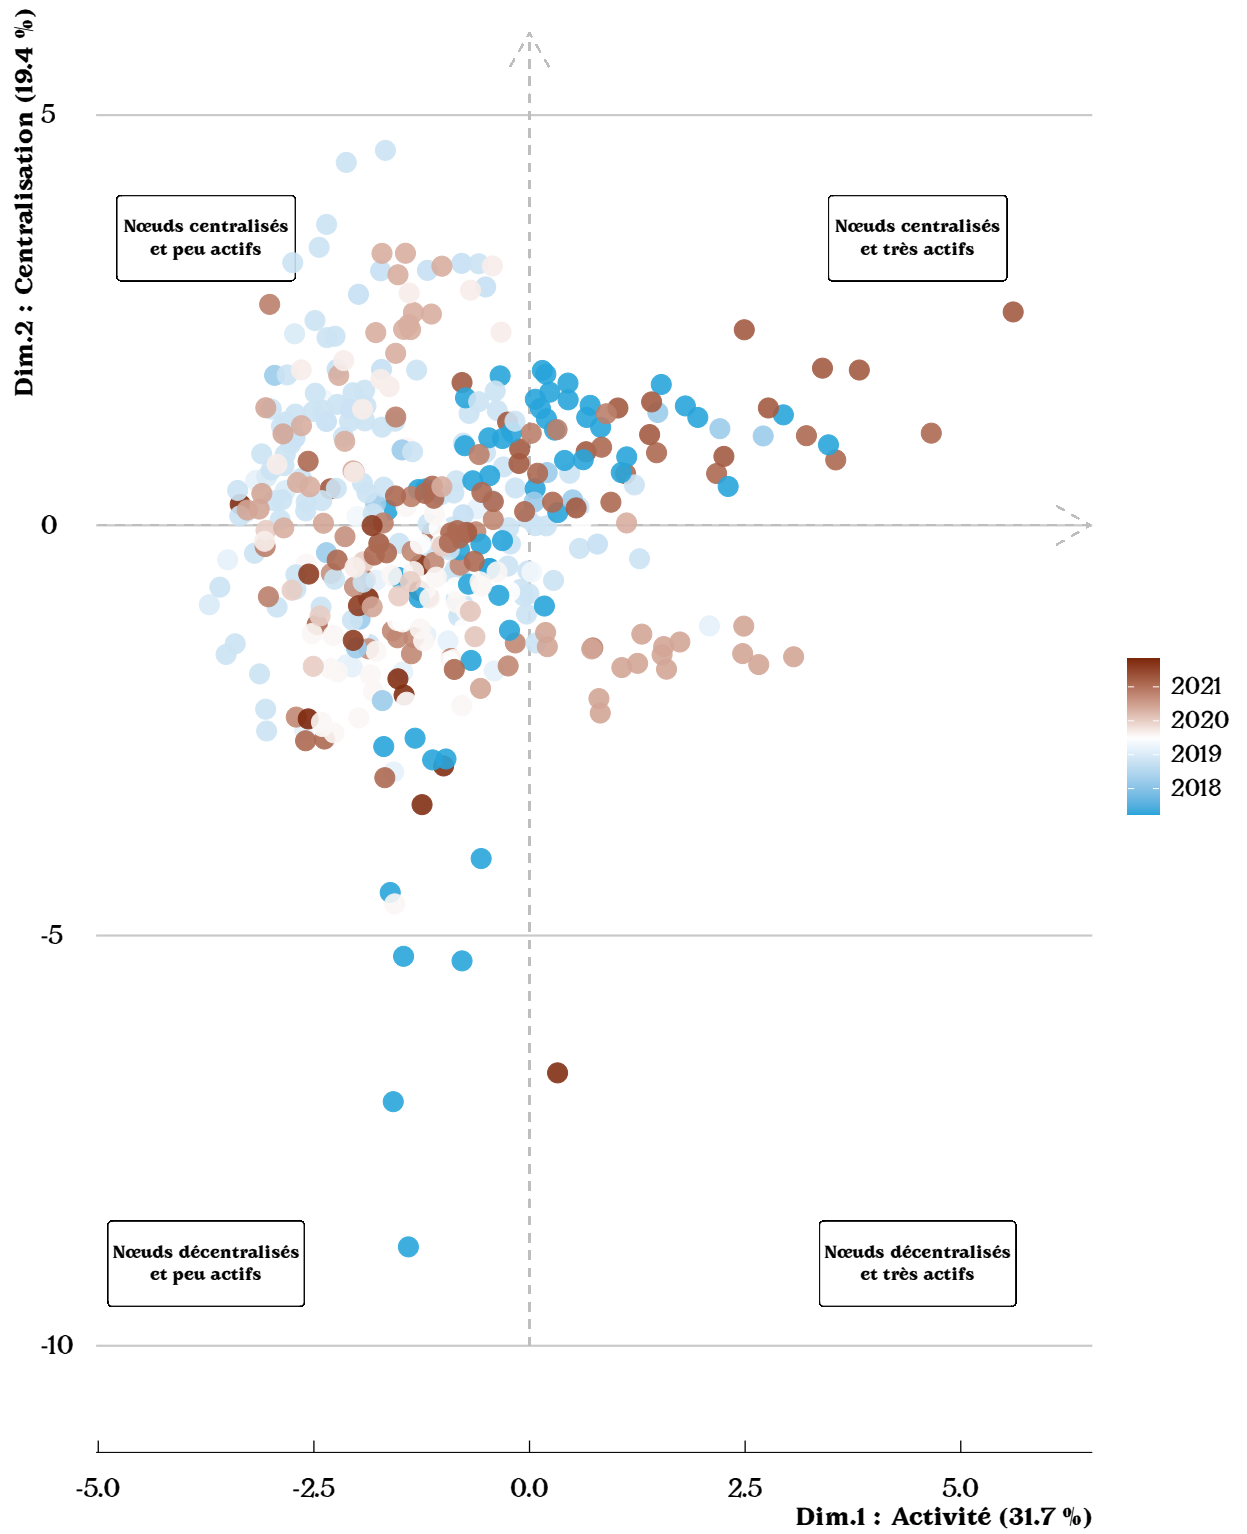 Dim.2 : Centralisation (19.4 %)
5
Nœuds centralisés
et peu actifs
Nœuds centralisés
et très actifs
0
2021
2020
2019
2018
-5
Nœuds décentralisés
et peu actifs
Nœuds décentralisés
et très actifs
-10
-5.0
-2.5
0.0
2.5
5.0
Dim.1 : Activité (31.7 %)